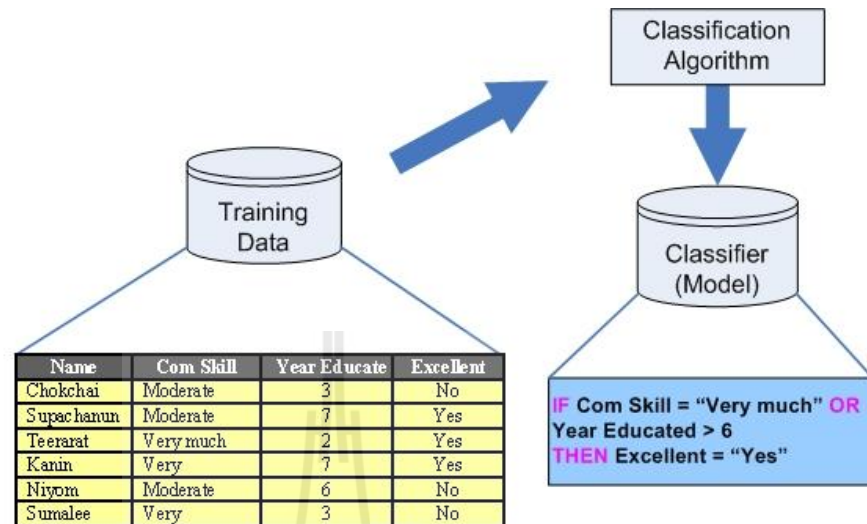 Classification
Algorithm
Training
Data
Classifier
(Model)
Name Com Skill Year Educate Excellent
Chokchai Moderate 3 No
Supachanun Moderate 7 Yes
Teerarat Very much 2 Yes
Kanin Very 7 Yes
Niyom Moderate 6 No
Sumalee Very 3 No
IF Com Skill = “Very much” OR
Year Educated > 6
THEN Excellent = “Yes”